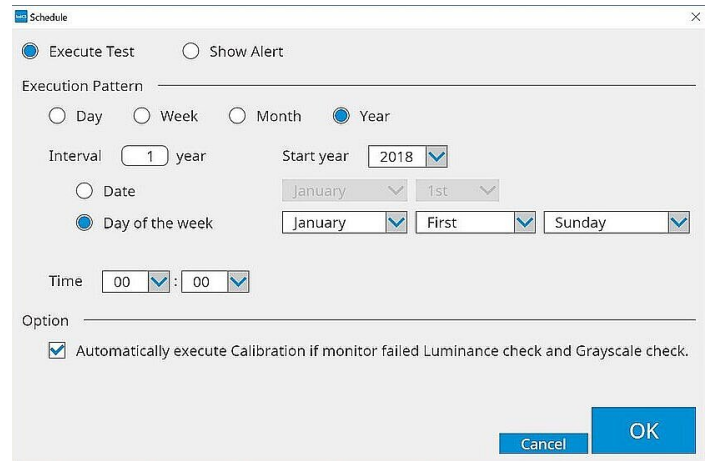 Schedule
Execute Test Show Alert
Execution Pattern
Day Week Month Year
Interval 1 year Start year 2018
Date January 1st
Day of the week January First Sunday
Time 00 : 00
Option
Automatically execute Calibration if monitor failed Luminance check and Grayscale check.
OK
Cancel